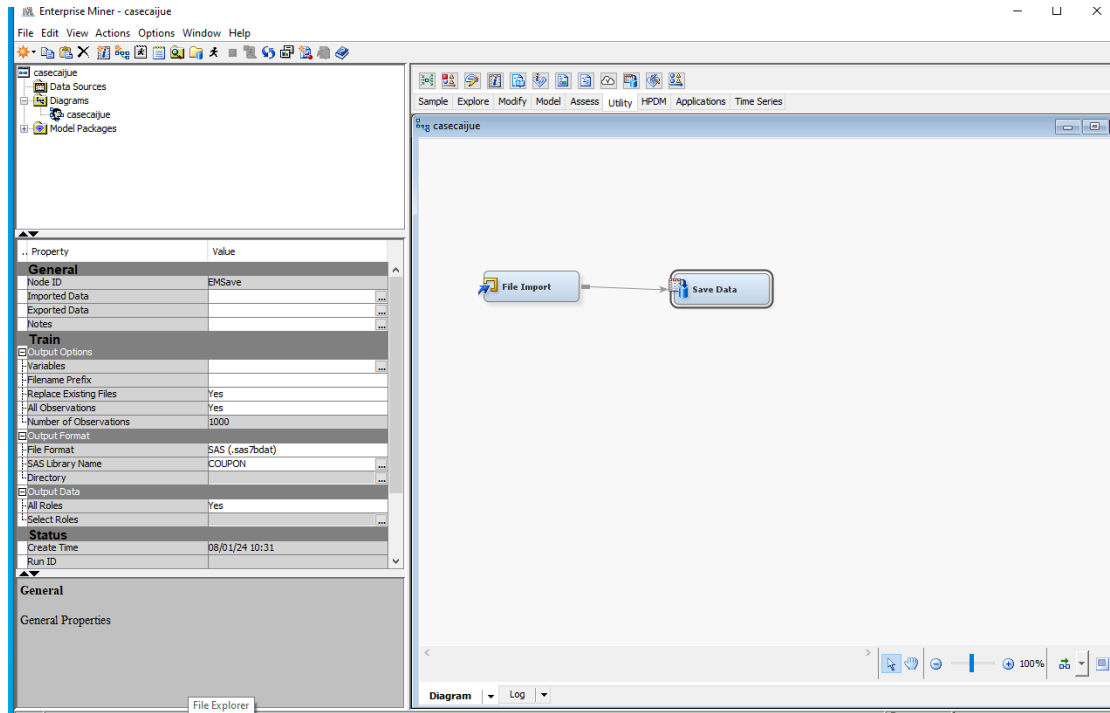 Enterprise Miner - casecaijue
File Edit View Actions Options Window Help
casecaijue
Data Sources
Diagrams
casecaijue
Model Packages
.. Property Value
General
Node ID EMSave
Imported Data ...
Exported Data ...
Notes ...
Train
Output Options
Variables ...
Filename Prefix
Replace Existing Files Yes
All Observations Yes
Number of Observations 1000
Output Format
File Format SAS (.sas7bdat)
SAS Library Name COUPON ...
Directory ...
Output Data
All Roles Yes
Select Roles ...
Status
Create Time 08/01/24 10:31
Run ID
General
General Properties
File Explorer
Sample Explore Modify Model Assess Utility HPDM Applications Time Series
casecaijue
File Import
Save Data
100%
Diagram Log